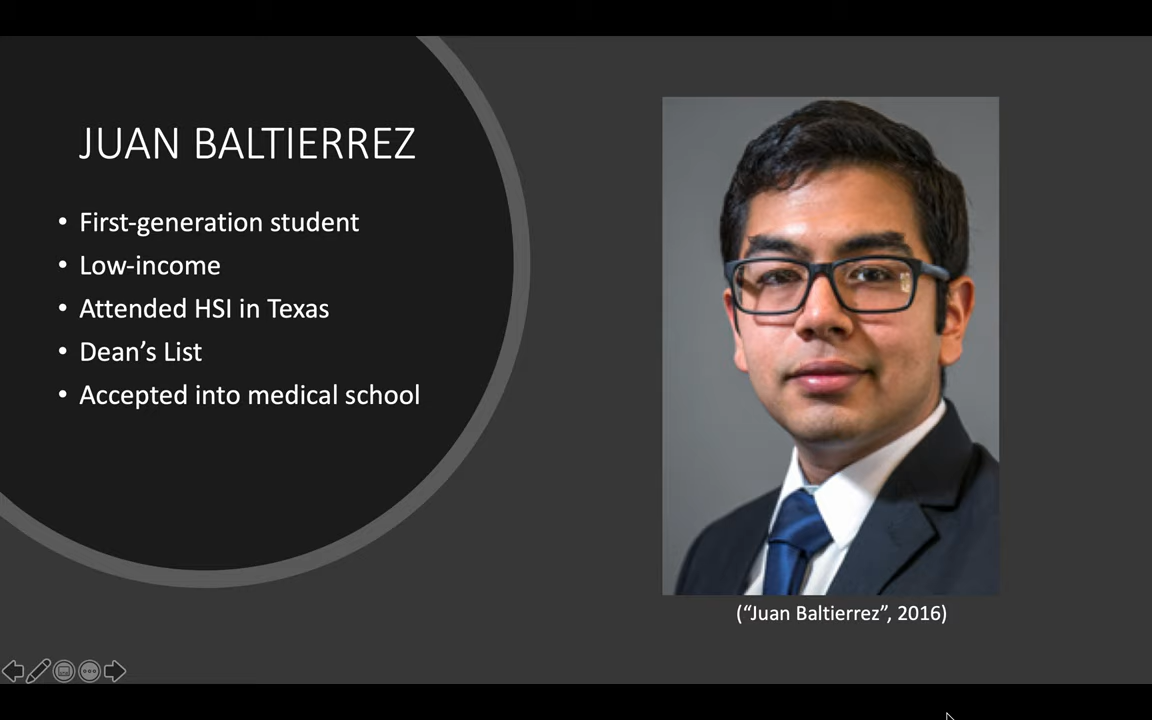 JUAN BALTIERREZ
• First-generation student
• Low-income
• Attended HSI in Texas
• Dean’s List
• Accepted into medical school
(“Juan Baltierrez”, 2016)